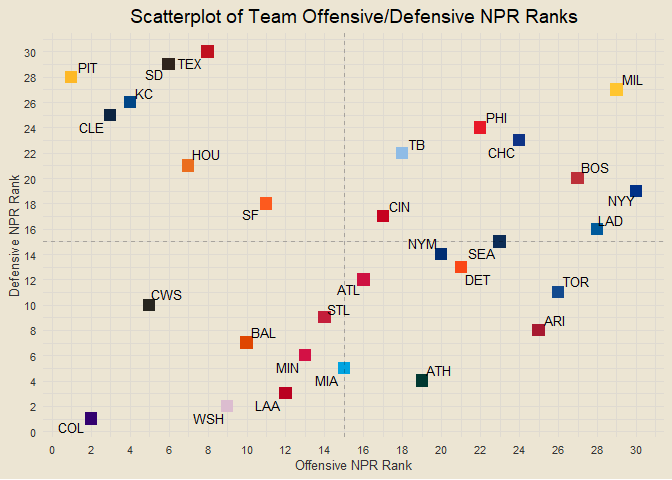 Scatterplot of Team Offensive/Defensive NPR Ranks
Defensive NPR Rank
30
28
26
24
22
20
18
16
14
12
10
8
6
4
2
0
PIT
SD
TEX
MIL
KC
CLE
PHI
TB
CHC
HOU
BOS
NYY
SF
CIN
LAD
NYM
SEA
DET
TOR
ATL
CWS
STL
ARI
BAL
MIN
MIA
ATH
WSH
LAA
COL
0 2 4 6 8 10 12 14 16 18 20 22 24 26 28 30
Offensive NPR Rank